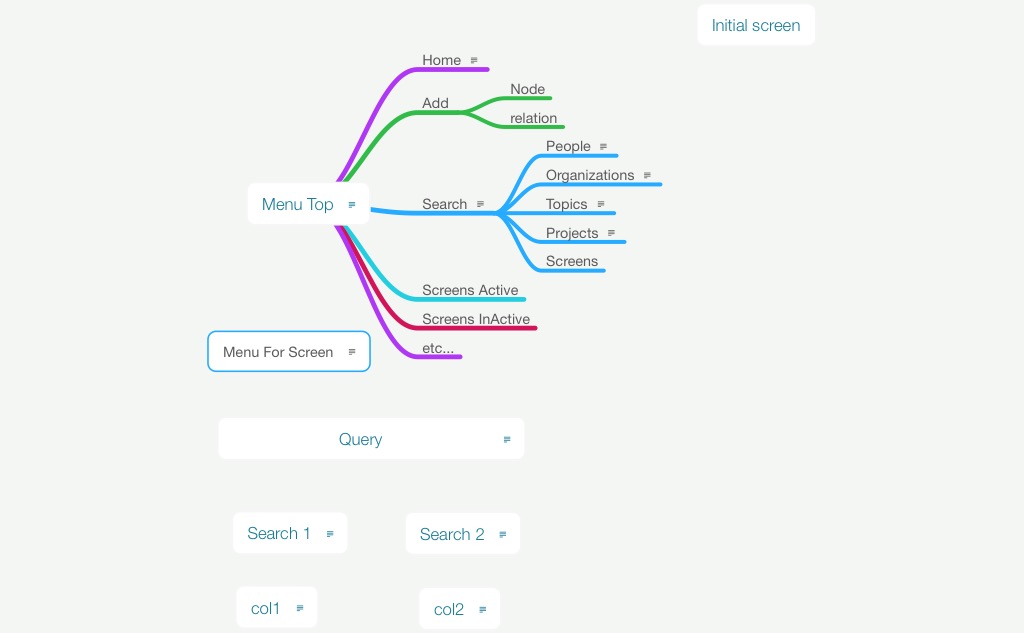 Initial screen
Home
Add
Node
relation
People
Organizations
Menu Top
Search
Topics
Projects
Screens
Screens Active
Screens InActive
etc...
Menu For Screen
Query
Search 1
Search 2
col1
col2